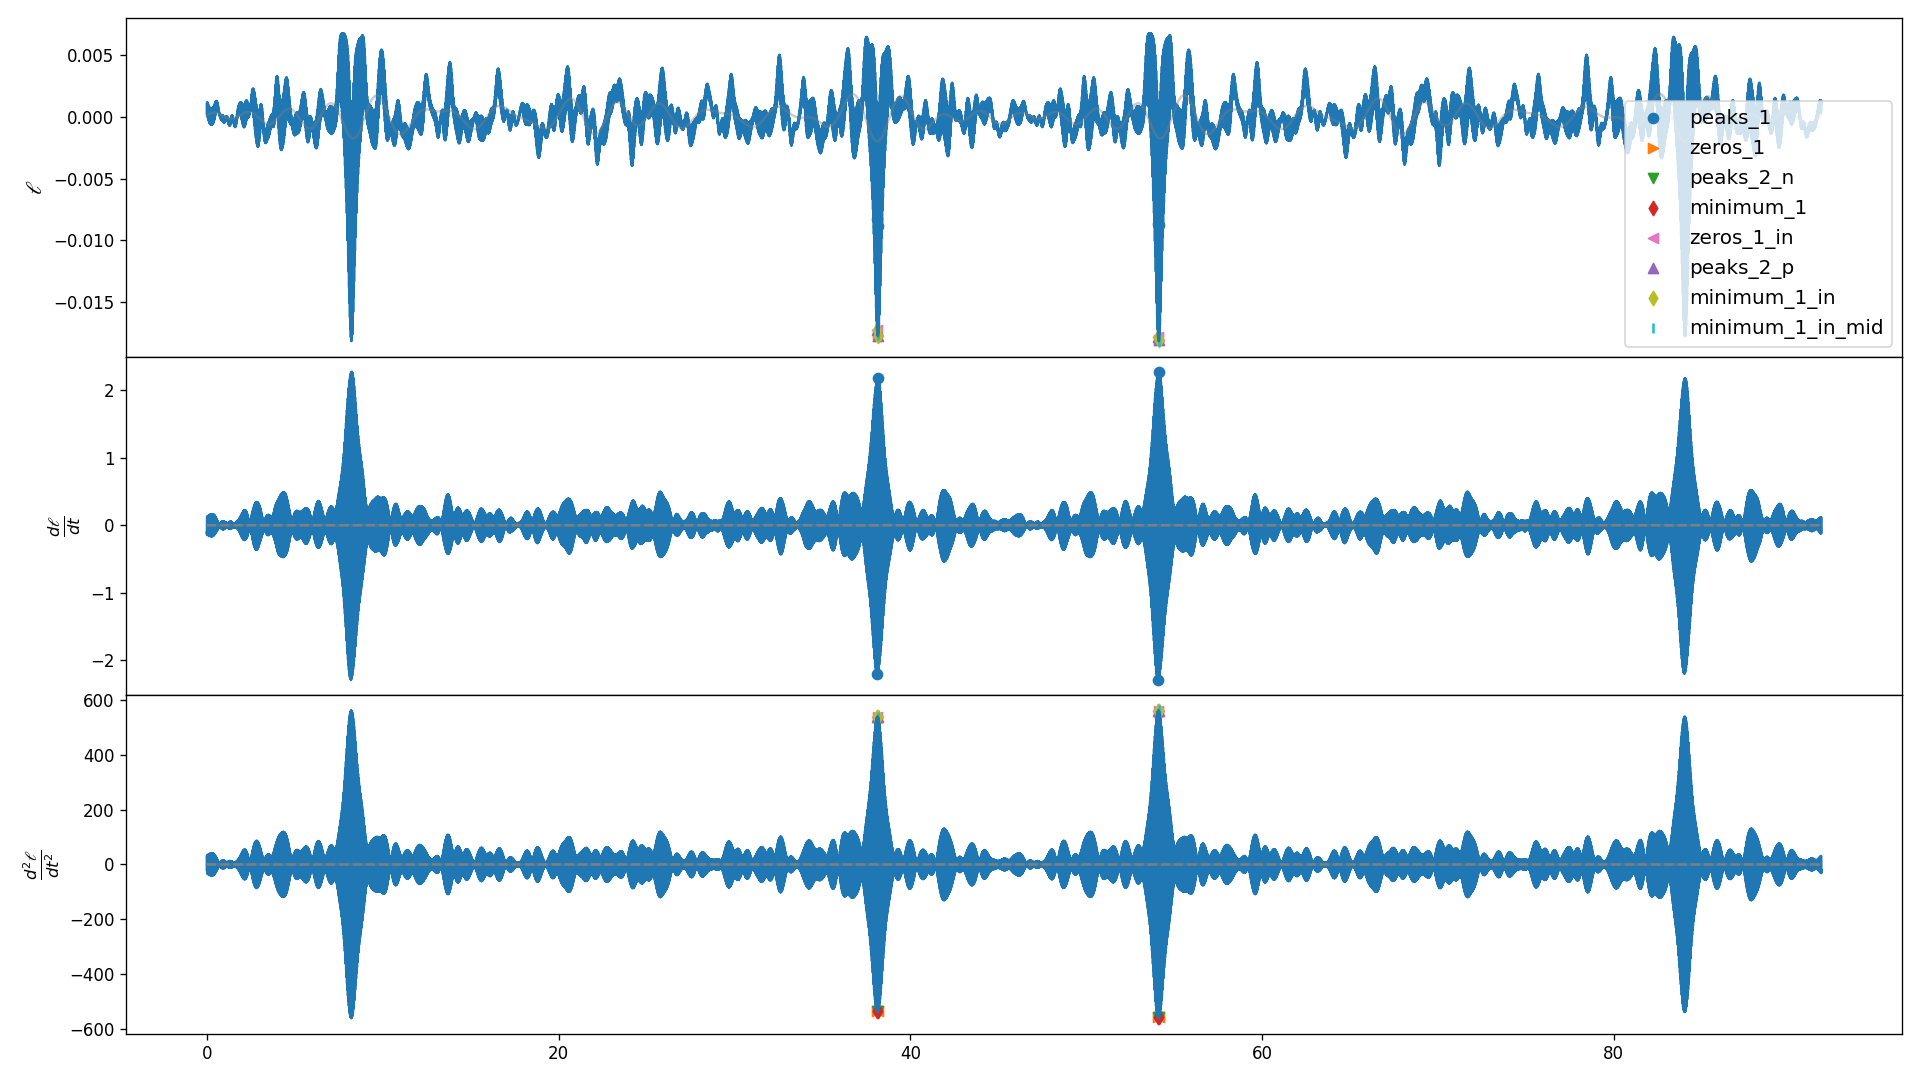 0.005
0.000
−0.005
−0.010
−0.015
ℓ
peaks_1
zeros_1
peaks_2_n
minimum_1
zeros_1_in
peaks_2_p
minimum_1_in
minimum_1_in_mid
2
1
0
−1
−2
dℓ
dt
600
400
200
0
−200
−400
−600
d²ℓ
dt²
0 20 40 60 80